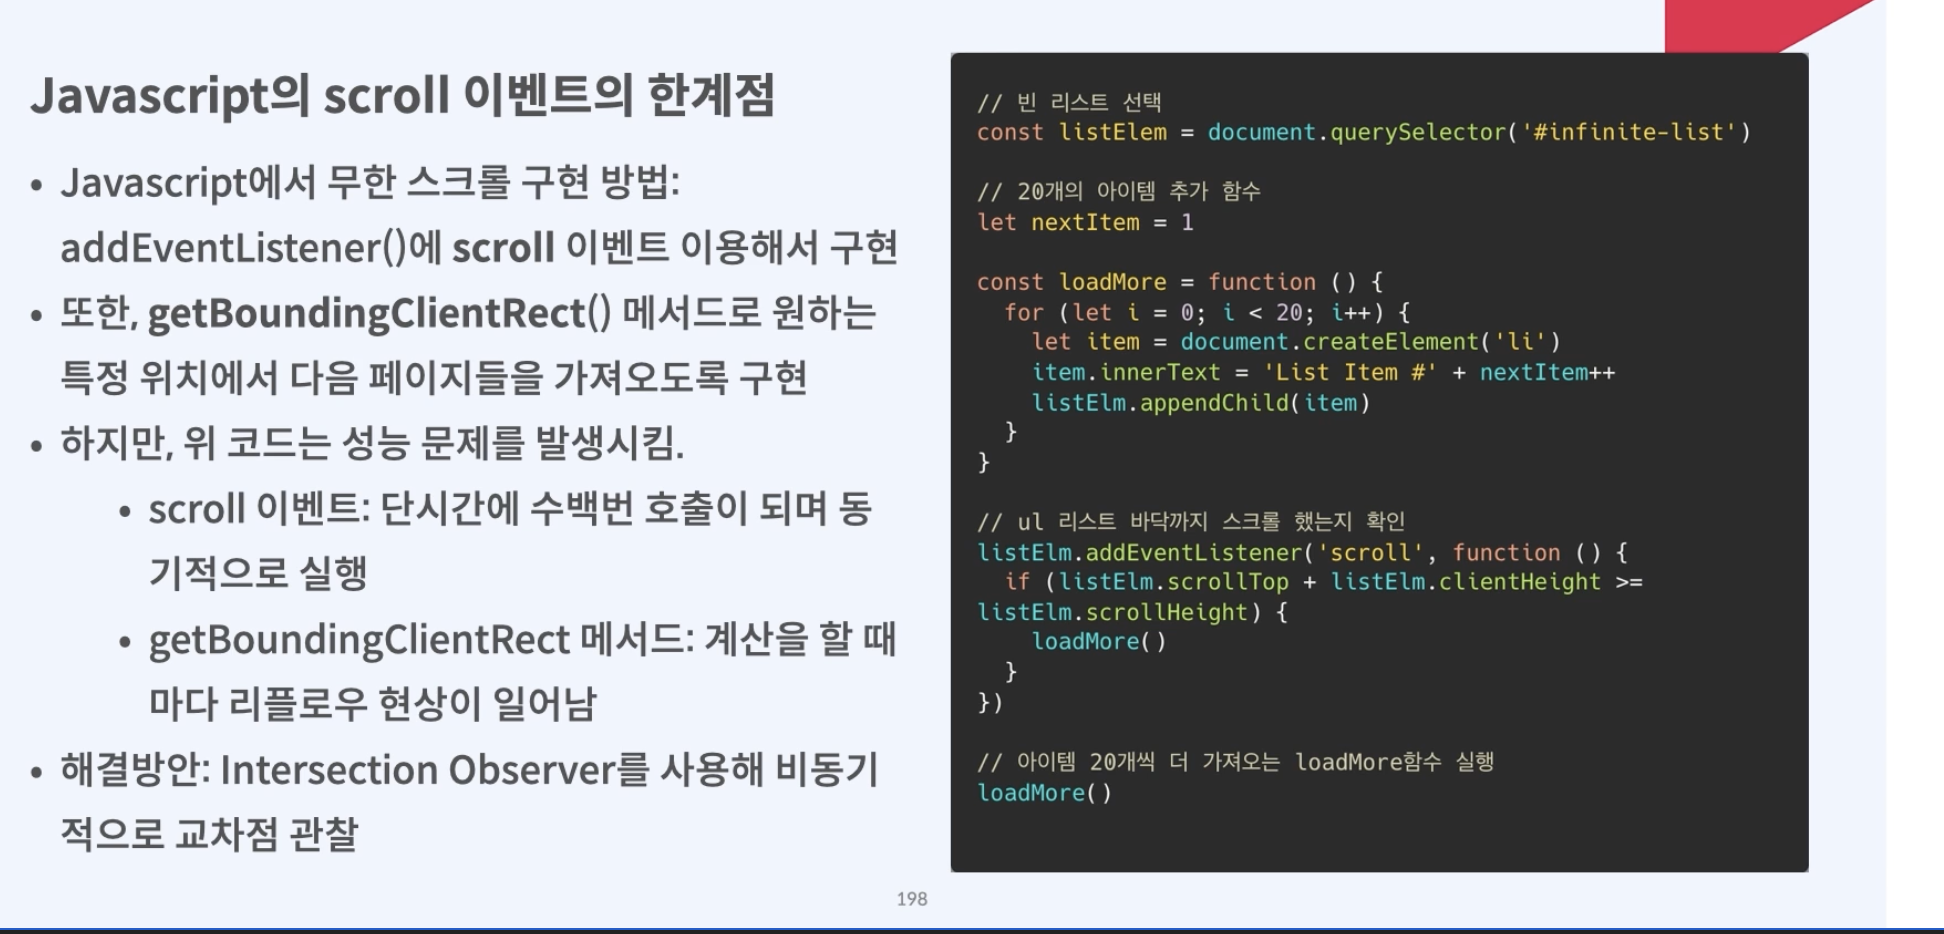 Javascript의 scroll 이벤트의 한계점
• Javascript에서 무한 스크롤 구현 방법:
addEventListener()에 scroll 이벤트 이용해서 구현
• 또한, getBoundingClientRect() 메서드로 원하는
특정 위치에서 다음 페이지들을 가져오도록 구현
• 하지만, 위 코드는 성능 문제를 발생시킴.
• scroll 이벤트: 단시간에 수백번 호출이 되며 동
기적으로 실행
• getBoundingClientRect 메서드: 계산을 할 때
마다 리플로우 현상이 일어남
• 해결방안: Intersection Observer를 사용해 비동기
적으로 교차점 관찰
// 빈 리스트 선택
const listElem = document.querySelector('#infinite-list')
// 20개의 아이템 추가 함수
let nextItem = 1
const loadMore = function () {
  for (let i = 0; i < 20; i++) {
    let item = document.createElement('li')
    item.innerText = 'List Item #' + nextItem++
    listElm.appendChild(item)
  }
}
// ul 리스트 바닥까지 스크롤 했는지 확인
listElm.addEventListener('scroll', function () {
  if (listElm.scrollTop + listElm.clientHeight >=
listElm.scrollHeight) {
    loadMore()
  }
})
// 아이템 20개씩 더 가져오는 loadMore함수 실행
loadMore()
198